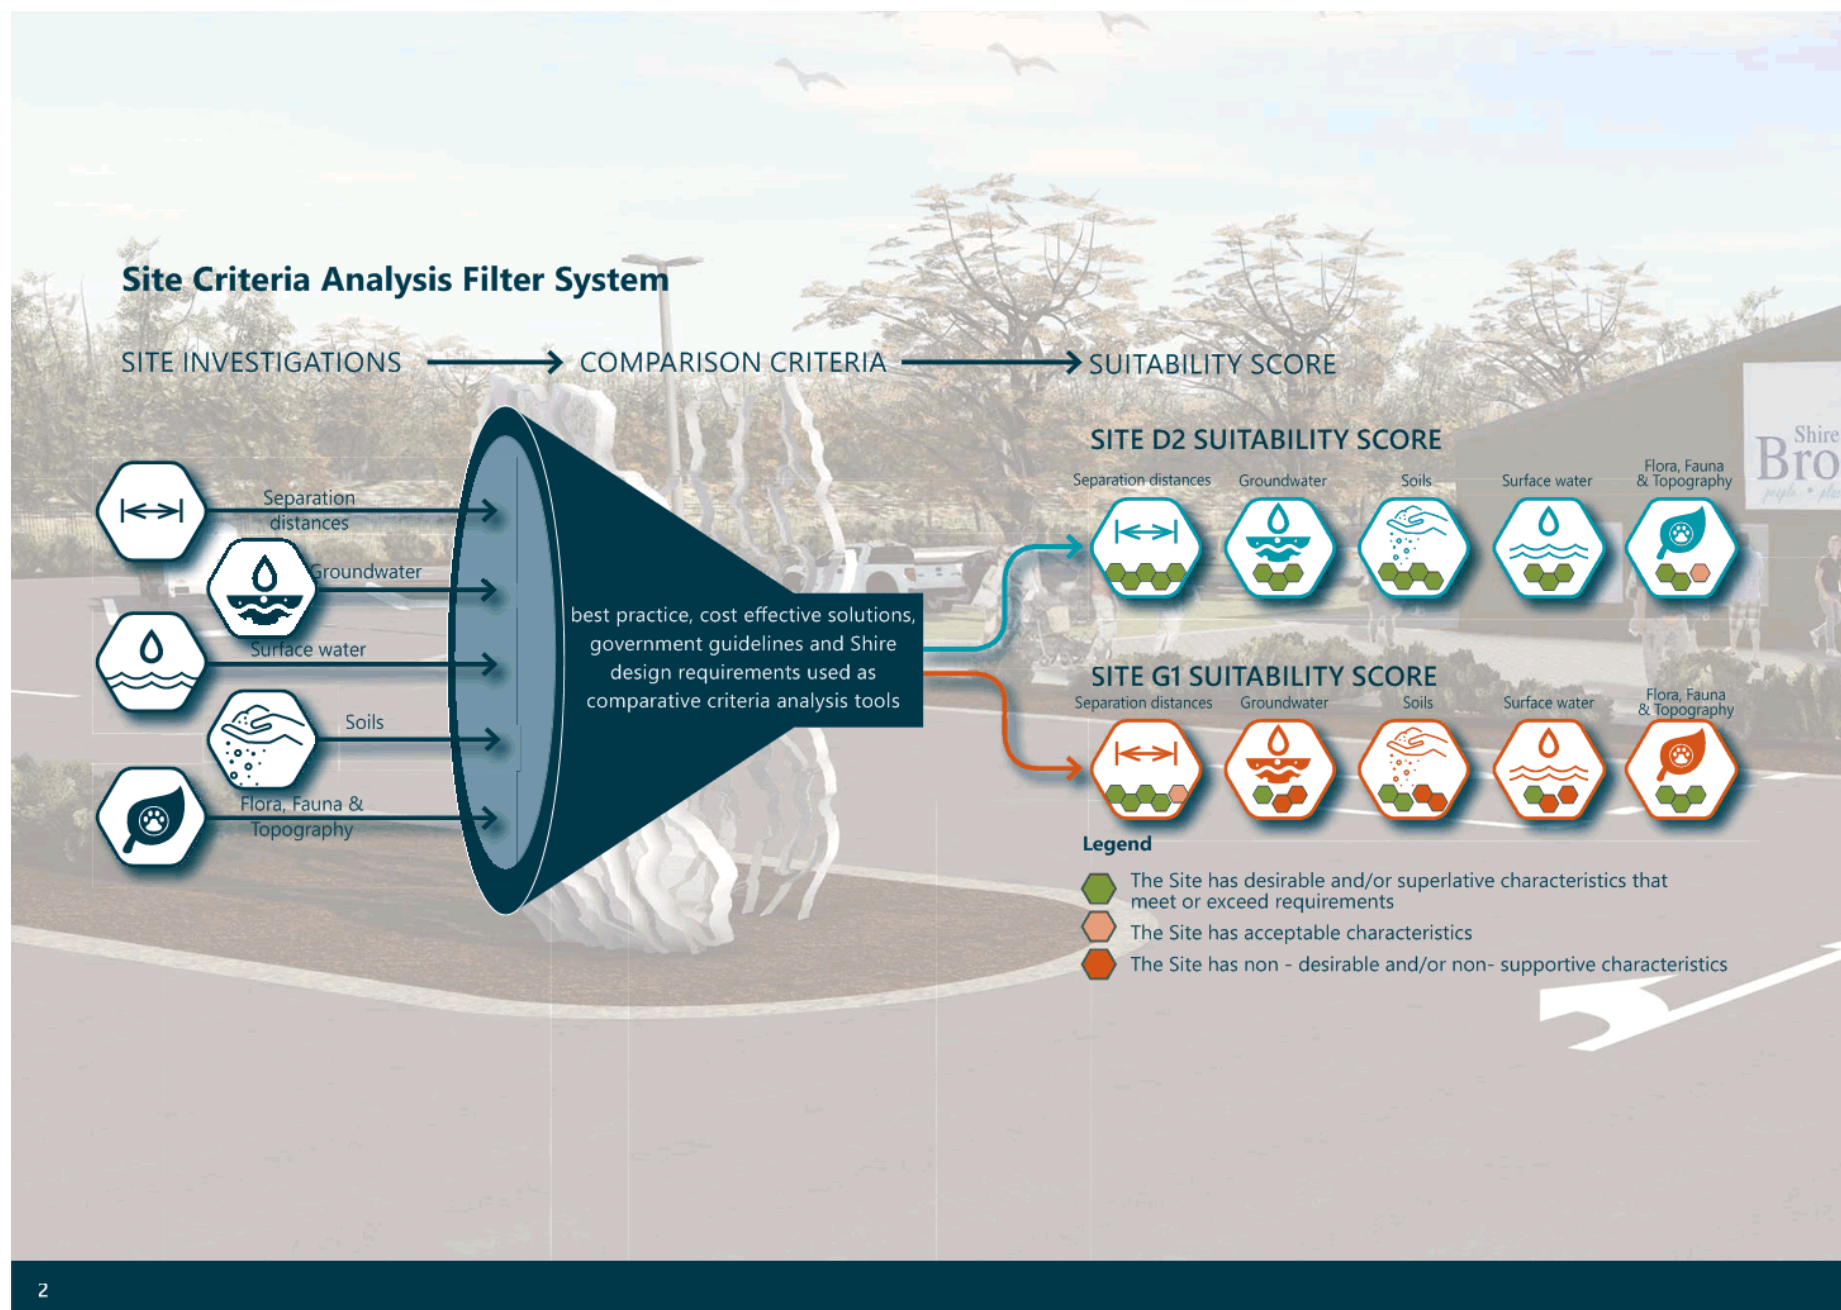 Site Criteria Analysis Filter System
SITE INVESTIGATIONS
COMPARISON CRITERIA
SUITABILITY SCORE
Separation
distances
Groundwater
Surface water
Soils
Flora, Fauna &
Topography
best practice, cost effective solutions,
government guidelines and Shire
design requirements used as
comparative criteria analysis tools
SITE D2 SUITABILITY SCORE
Separation distances
Groundwater
Soils
Surface water
Flora, Fauna
& Topography
SITE G1 SUITABILITY SCORE
Separation distances
Groundwater
Soils
Surface water
Flora, Fauna
& Topography
Legend
The Site has desirable and/or superlative characteristics that
meet or exceed requirements
The Site has acceptable characteristics
The Site has non - desirable and/or non- supportive characteristics
Shire
Bro
people
2